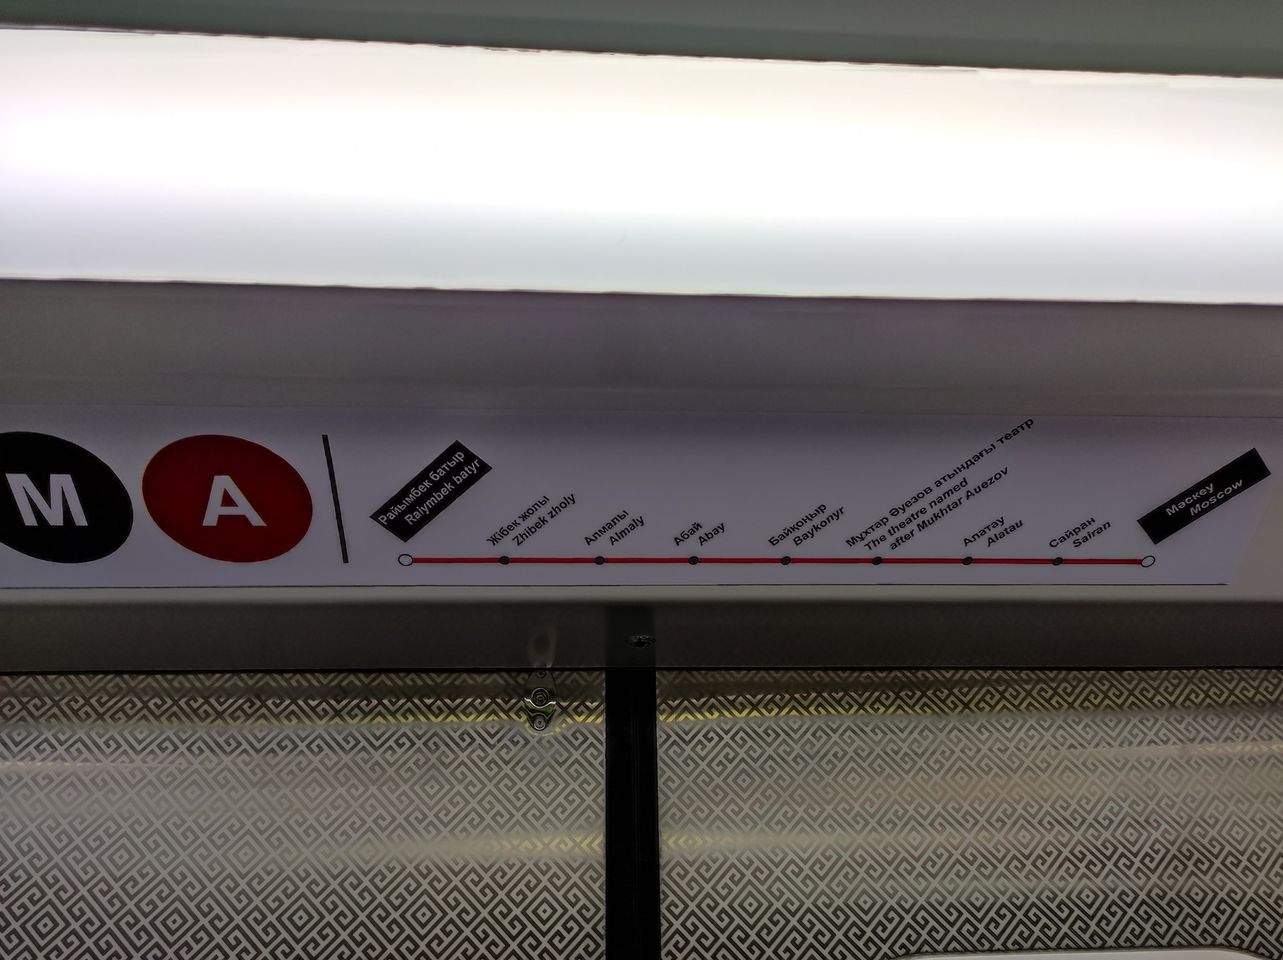 M
A
Райымбек батыр
Raiymbek batyr
Жібек жолы
Zhibek zholy
Алмалы
Almaly
Абай
Abay
Байқоңыр
Baykonyr
Мұхтар Әуезов атындағы театр
The theatre named
after Mukhtar Auezov
Алатау
Alatau
Сайран
Sairan
Мәскеу
Moscow